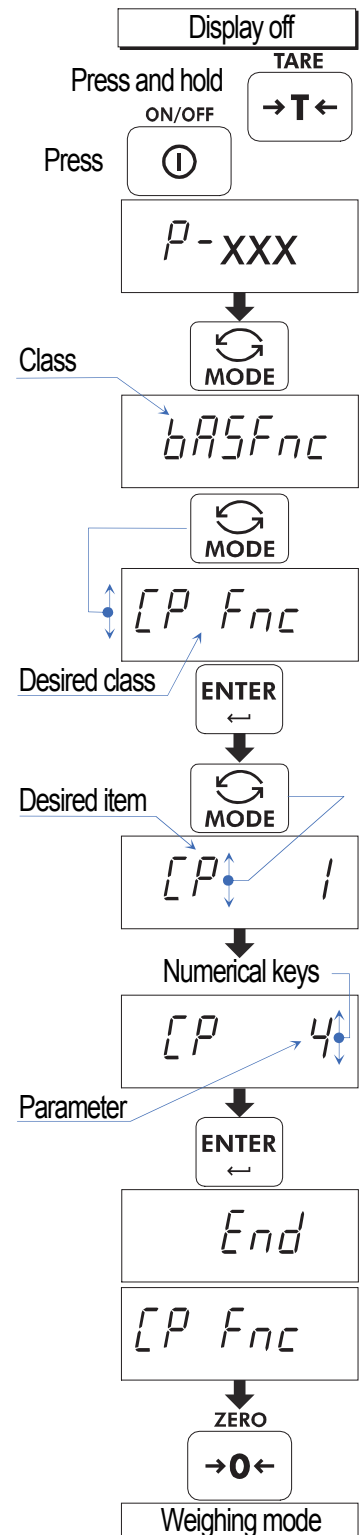 Display off
TARE
Press and hold
→T←
ON/OFF
Press
P-xxx
MODE
Class
bASFnc
MODE
CP Fnc
Desired class
ENTER
←
MODE
Desired item
CP 1
Numerical keys
CP 4
Parameter
ENTER
←
End
CP Fnc
ZERO
→0←
Weighing mode